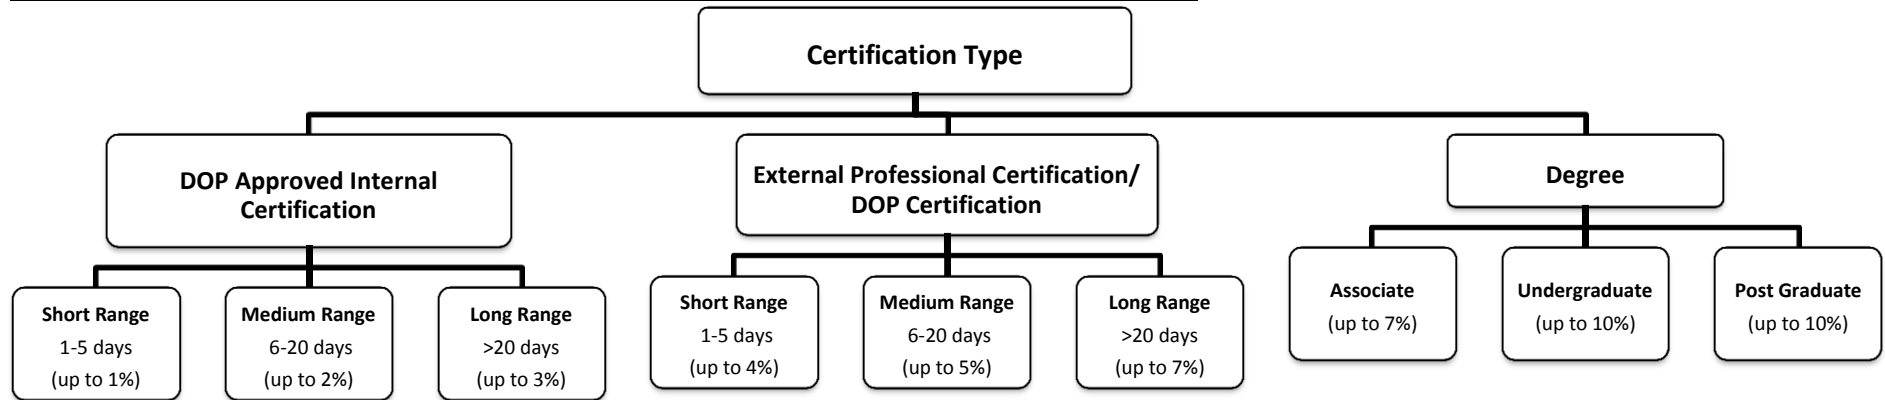 Certification Type
DOP Approved Internal
Certification
Short Range
1-5 days
(up to 1%)
Medium Range
6-20 days
(up to 2%)
Long Range
>20 days
(up to 3%)
External Professional Certification/
DOP Certification
Short Range
1-5 days
(up to 4%)
Medium Range
6-20 days
(up to 5%)
Long Range
>20 days
(up to 7%)
Degree
Associate
(up to 7%)
Undergraduate
(up to 10%)
Post Graduate
(up to 10%)